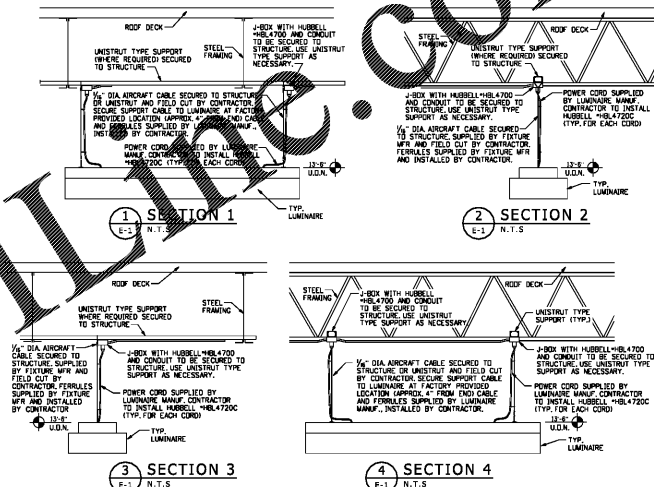 ROOF DECK
J-BOX WITH HUBBELL
#HBL4700 AND CONDUIT
TO BE SECURED TO
STRUCTURE. USE UNISTRUT
TYPE SUPPORT AS
NECESSARY.
UNISTRUT TYPE SUPPORT
(WHERE REQUIRED) SECURED
TO STRUCTURE
STEEL
FRAMING
1/16" DIA. AIRCRAFT CABLE SECURED TO STRUCTURE
OR UNISTRUT AND FIELD CUT BY CONTRACTOR.
SECURE SUPPORT CABLE TO LUMINAIRE AT FACTORY
PROVIDED LOCATION (APPROX. 4" FROM END) CABLE
AND FERRULES SUPPLIED BY LUMINAIRE MANUF.,
INSTALLED BY CONTRACTOR.
POWER CORD SUPPLIED BY LUMINAIRE
MANUF. CONTRACTOR TO INSTALL HUBBELL
#HBL4720C (TYP. FOR EACH CORD)
13'-6"
U.O.N.
TYP.
LUMINAIRE
1
E-1
SECTION 1
N.T.S
STEEL
FRAMING
ROOF DECK
UNISTRUT TYPE SUPPORT
(WHERE REQUIRED) SECURED
TO STRUCTURE
J-BOX WITH HUBBELL #HBL4700
AND CONDUIT TO BE SECURED TO
STRUCTURE. USE UNISTRUT TYPE
SUPPORT AS NECESSARY.
1/16" DIA. AIRCRAFT CABLE SECURED
TO STRUCTURE. SUPPLIED BY FIXTURE
MFR AND FIELD CUT BY CONTRACTOR.
FERRULES SUPPLIED BY FIXTURE MFR
AND INSTALLED BY CONTRACTOR.
POWER CORD SUPPLIED BY
LUMINAIRE MANUF.
CONTRACTOR TO INSTALL
HUBBELL #HBL4720C
(TYP. FOR EACH CORD)
13'-6"
U.O.N.
TYP.
LUMINAIRE
2
E-1
SECTION 2
N.T.S
ROOF DECK
UNISTRUT TYPE SUPPORT
WHERE REQUIRED SECURED
TO STRUCTURE
STEEL
FRAMING
1/16" DIA. AIRCRAFT
CABLE SECURED TO
STRUCTURE. SUPPLIED
BY FIXTURE MFR AND
FIELD CUT BY
CONTRACTOR. FERRULES
SUPPLIED BY FIXTURE
MFR AND INSTALLED
BY CONTRACTOR
J-BOX WITH HUBBELL #HBL4700
AND CONDUIT TO BE SECURED TO
STRUCTURE. USE UNISTRUT TYPE
SUPPORT AS NECESSARY.
POWER CORD SUPPLIED BY
LUMINAIRE MANUF. CONTRACTOR
TO INSTALL HUBBELL #HBL4720C
(TYP. FOR EACH CORD)
13'-6"
U.O.N.
TYP.
LUMINAIRE
3
E-1
SECTION 3
N.T.S
STEEL
FRAMING
J-BOX WITH HUBBELL
#HBL4700 AND CONDUIT
TO BE SECURED TO
STRUCTURE. USE UNISTRUT
TYPE SUPPORT AS NECESSARY
ROOF DECK
UNISTRUT TYPE
SUPPORT (TYP.)
1/16" DIA. AIRCRAFT CABLE SECURED TO
STRUCTURE OR UNISTRUT AND FIELD CUT
BY CONTRACTOR. SECURE SUPPORT CABLE
TO LUMINAIRE AT FACTORY PROVIDED
LOCATION (APPROX. 4" FROM END) CABLE
AND FERRULES SUPPLIED BY LUMINAIRE
MANUF., INSTALLED BY CONTRACTOR.
J-BOX WITH HUBBELL #HBL4700
AND CONDUIT TO BE SECURED TO
STRUCTURE. USE UNISTRUT TYPE
SUPPORT AS NECESSARY.
POWER CORD SUPPLIED BY
LUMINAIRE MANUF. CONTRACTOR
TO INSTALL HUBBELL #HBL4720C
(TYP. FOR EACH CORD)
13'-6"
U.O.N.
TYP.
LUMINAIRE
4
E-1
SECTION 4
N.T.S